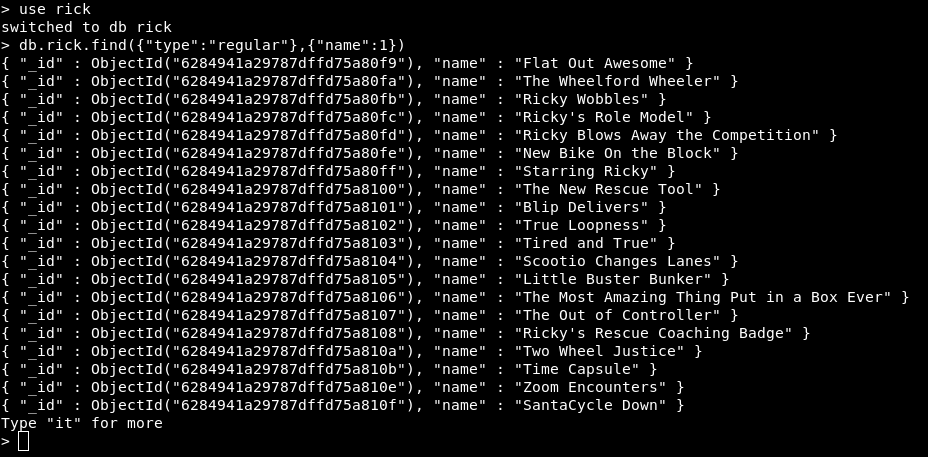 > use rick
switched to db rick
> db.rick.find({"type":"regular"},{"name":1})
{ "_id" : ObjectId("6284941a29787dffd75a80f9"), "name" : "Flat Out Awesome" }
{ "_id" : ObjectId("6284941a29787dffd75a80fa"), "name" : "The Wheelford Wheeler" }
{ "_id" : ObjectId("6284941a29787dffd75a80fb"), "name" : "Ricky Wobbles" }
{ "_id" : ObjectId("6284941a29787dffd75a80fc"), "name" : "Ricky's Role Model" }
{ "_id" : ObjectId("6284941a29787dffd75a80fd"), "name" : "Ricky Blows Away the Competition" }
{ "_id" : ObjectId("6284941a29787dffd75a80fe"), "name" : "New Bike On the Block" }
{ "_id" : ObjectId("6284941a29787dffd75a80ff"), "name" : "Starring Ricky" }
{ "_id" : ObjectId("6284941a29787dffd75a8100"), "name" : "The New Rescue Tool" }
{ "_id" : ObjectId("6284941a29787dffd75a8101"), "name" : "Blip Delivers" }
{ "_id" : ObjectId("6284941a29787dffd75a8102"), "name" : "True Loopness" }
{ "_id" : ObjectId("6284941a29787dffd75a8103"), "name" : "Tired and True" }
{ "_id" : ObjectId("6284941a29787dffd75a8104"), "name" : "Scootio Changes Lanes" }
{ "_id" : ObjectId("6284941a29787dffd75a8105"), "name" : "Little Buster Bunker" }
{ "_id" : ObjectId("6284941a29787dffd75a8106"), "name" : "The Most Amazing Thing Put in a Box Ever" }
{ "_id" : ObjectId("6284941a29787dffd75a8107"), "name" : "The Out of Controller" }
{ "_id" : ObjectId("6284941a29787dffd75a8108"), "name" : "Ricky's Rescue Coaching Badge" }
{ "_id" : ObjectId("6284941a29787dffd75a810a"), "name" : "Two Wheel Justice" }
{ "_id" : ObjectId("6284941a29787dffd75a810b"), "name" : "Time Capsule" }
{ "_id" : ObjectId("6284941a29787dffd75a810e"), "name" : "Zoom Encounters" }
{ "_id" : ObjectId("6284941a29787dffd75a810f"), "name" : "SantaCycle Down" }
Type "it" for more
>